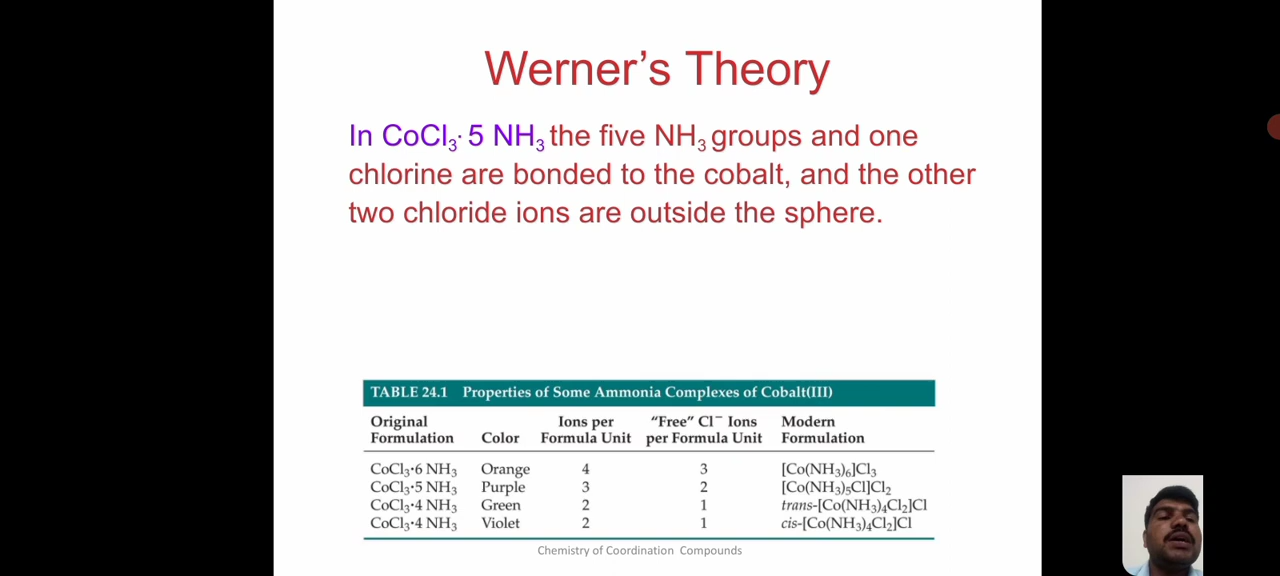 Werner's Theory
In CoCl₃· 5 NH₃ the five NH₃ groups and one
chlorine are bonded to the cobalt, and the other
two chloride ions are outside the sphere.
TABLE 24.1 Properties of Some Ammonia Complexes of Cobalt(III)
Original Formulation Color Ions per Formula Unit "Free" Cl⁻ Ions per Formula Unit Modern Formulation
CoCl₃·6 NH₃ Orange 4 3 [Co(NH₃)₆]Cl₃
CoCl₃·5 NH₃ Purple 3 2 [Co(NH₃)₅Cl]Cl₂
CoCl₃·4 NH₃ Green 2 1 trans-[Co(NH₃)₄Cl₂]Cl
CoCl₃·4 NH₃ Violet 2 1 cis-[Co(NH₃)₄Cl₂]Cl
Chemistry of Coordination Compounds